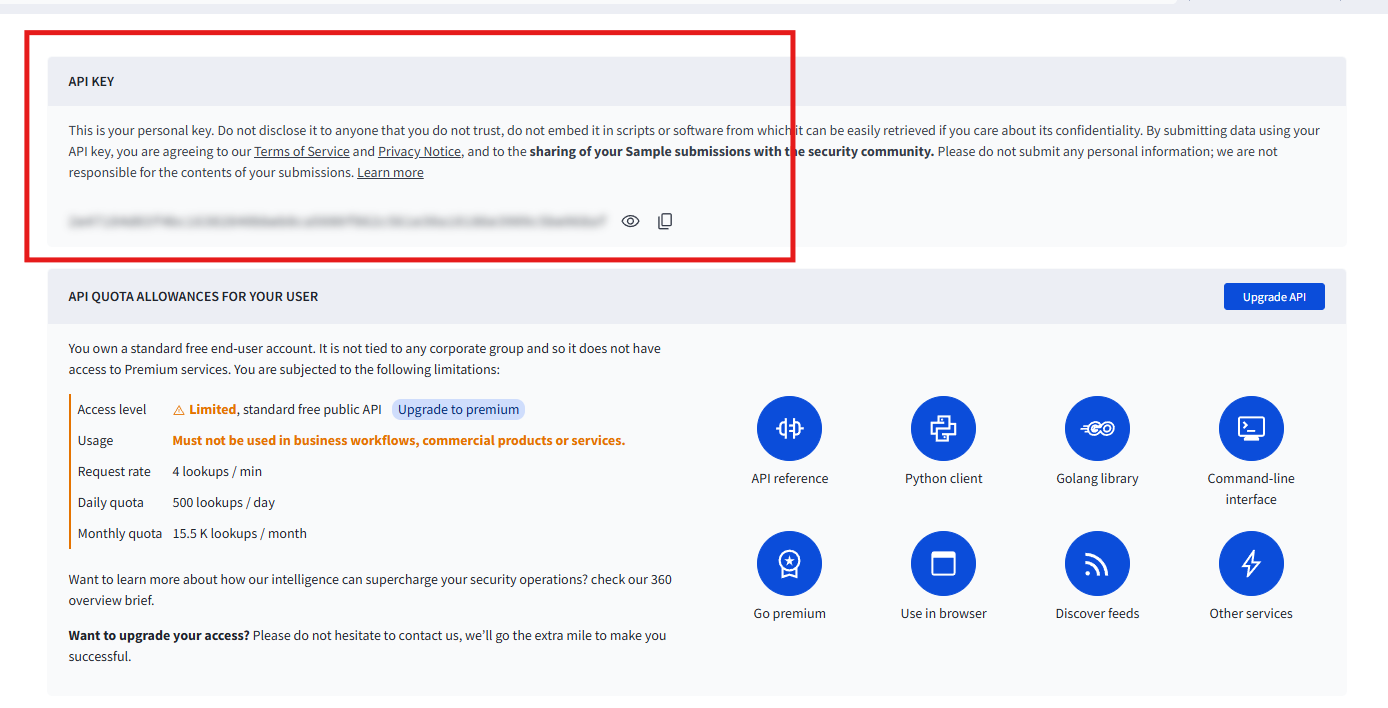 API KEY
This is your personal key. Do not disclose it to anyone that you do not trust, do not embed it in scripts or software from which it can be easily retrieved if you care about its confidentiality. By submitting data using your
API key, you are agreeing to our Terms of Service and Privacy Notice, and to the sharing of your Sample submissions with the security community. Please do not submit any personal information; we are not
responsible for the contents of your submissions. Learn more
API QUOTA ALLOWANCES FOR YOUR USER
Upgrade API
You own a standard free end-user account. It is not tied to any corporate group and so it does not have
access to Premium services. You are subjected to the following limitations:
Access level Limited, standard free public API Upgrade to premium
Usage Must not be used in business workflows, commercial products or services.
Request rate 4 lookups / min
Daily quota 500 lookups / day
Monthly quota 15.5 K lookups / month
Want to learn more about how our intelligence can supercharge your security operations? check our 360
overview brief.
Want to upgrade your access? Please do not hesitate to contact us, we'll go the extra mile to make you
successful.
GO
API reference Python client Golang library Command-line
interface
Go premium Use in browser Discover feeds Other services